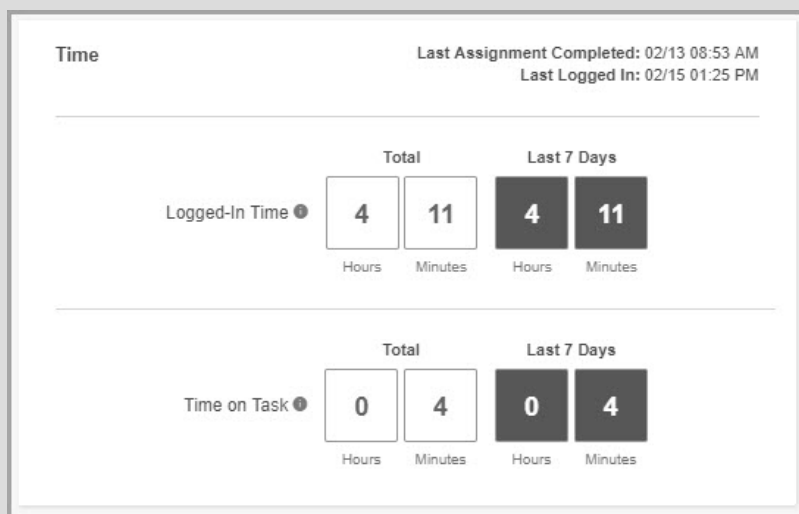 Time
Last Assignment Completed: 02/13 08:53 AM
Last Logged In: 02/15 01:25 PM
Total Last 7 Days
Logged-In Time 4 11 4 11
Hours Minutes Hours Minutes
Total Last 7 Days
Time on Task 0 4 0 4
Hours Minutes Hours Minutes